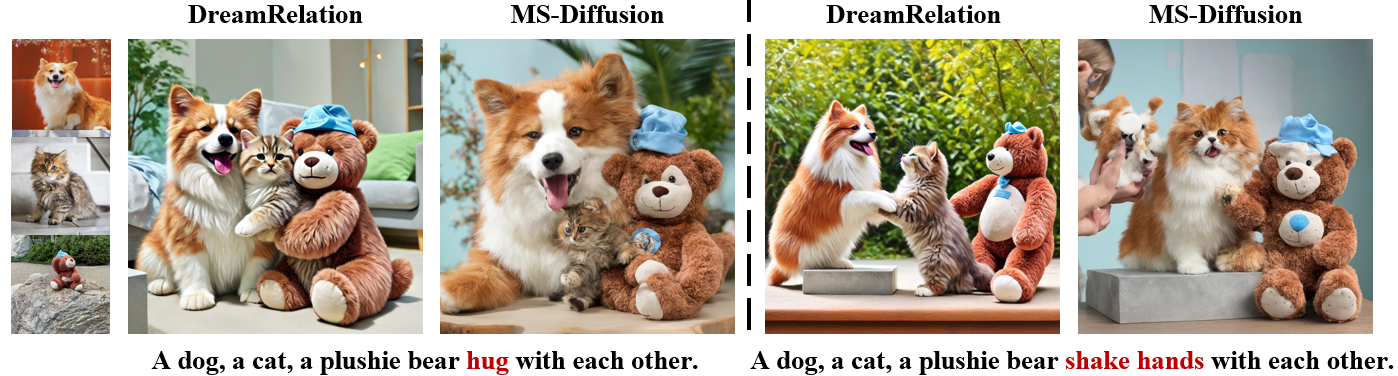 DreamRelation
MS-Diffusion
DreamRelation
MS-Diffusion
A dog, a cat, a plushie bear hug with each other.
A dog, a cat, a plushie bear shake hands with each other.